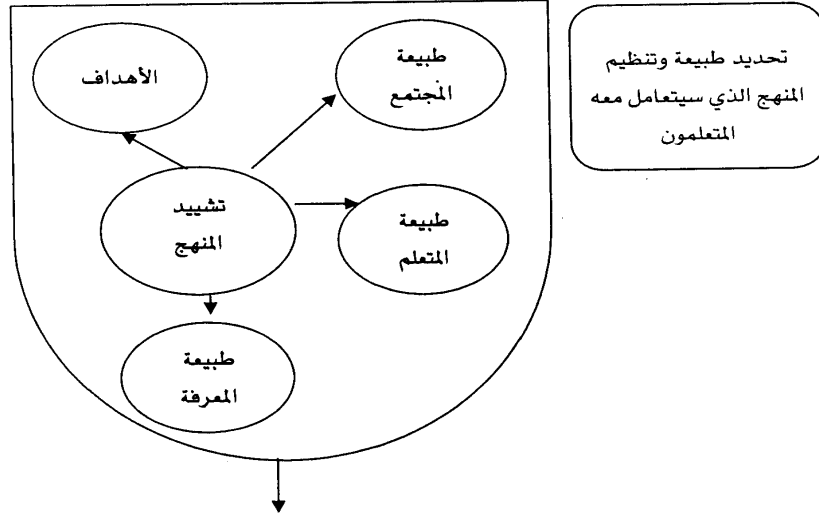 تحديد طبيعة وتنظيم
المنهج الذي سيتعامل معه
المتعلمون
طبيعة
المجتمع
الأهداف
تشييد
المنهج
طبيعة
المتعلم
طبيعة
المعرفة